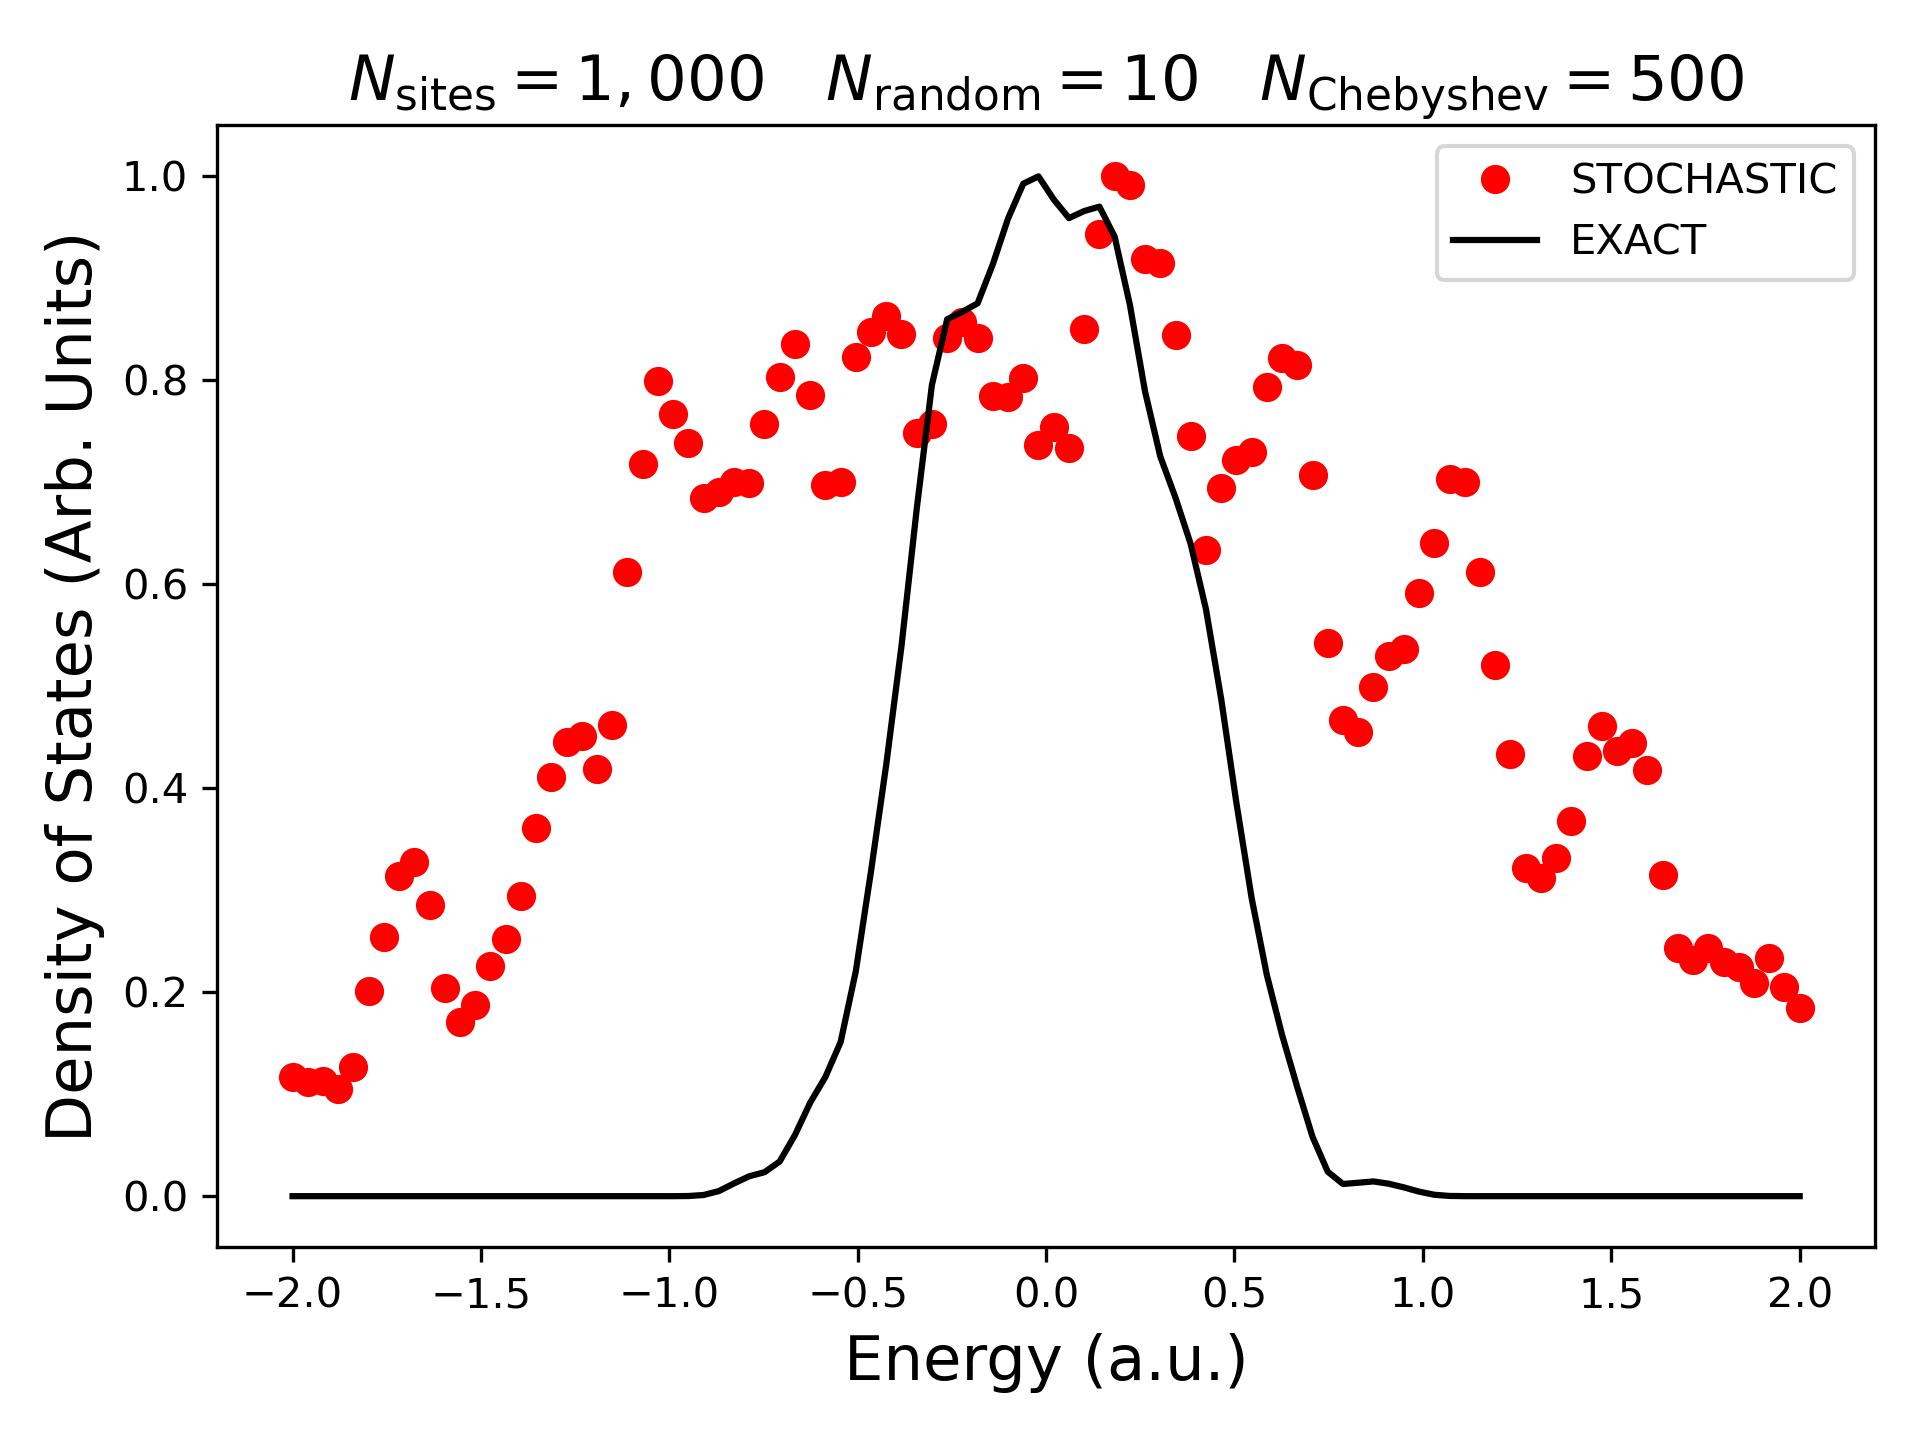 N_sites = 1,000 N_random = 10 N_Chebyshev = 500
STOCHASTIC
EXACT
Density of States (Arb. Units)
1.0
0.8
0.6
0.4
0.2
0.0
−2.0 −1.5 −1.0 −0.5 0.0 0.5 1.0 1.5 2.0
Energy (a.u.)